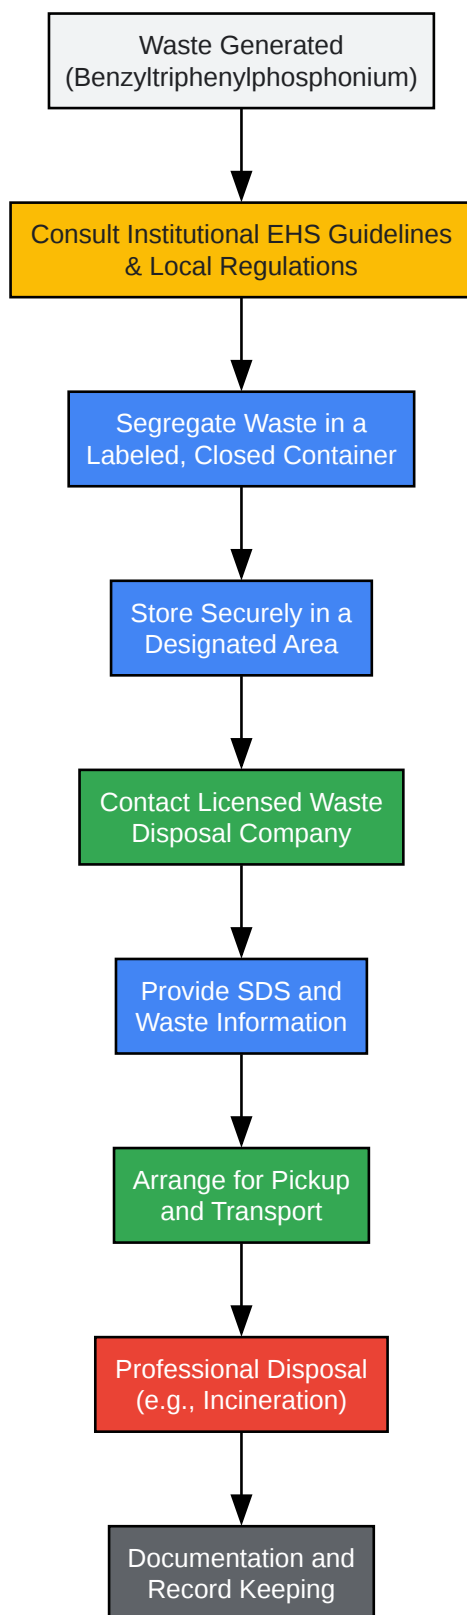 Waste Generated
(Benzyltriphenylphosphonium)
Consult Institutional EHS Guidelines
& Local Regulations
Segregate Waste in a
Labeled, Closed Container
Store Securely in a
Designated Area
Contact Licensed Waste
Disposal Company
Provide SDS and
Waste Information
Arrange for Pickup
and Transport
Professional Disposal
(e.g., Incineration)
Documentation and
Record Keeping